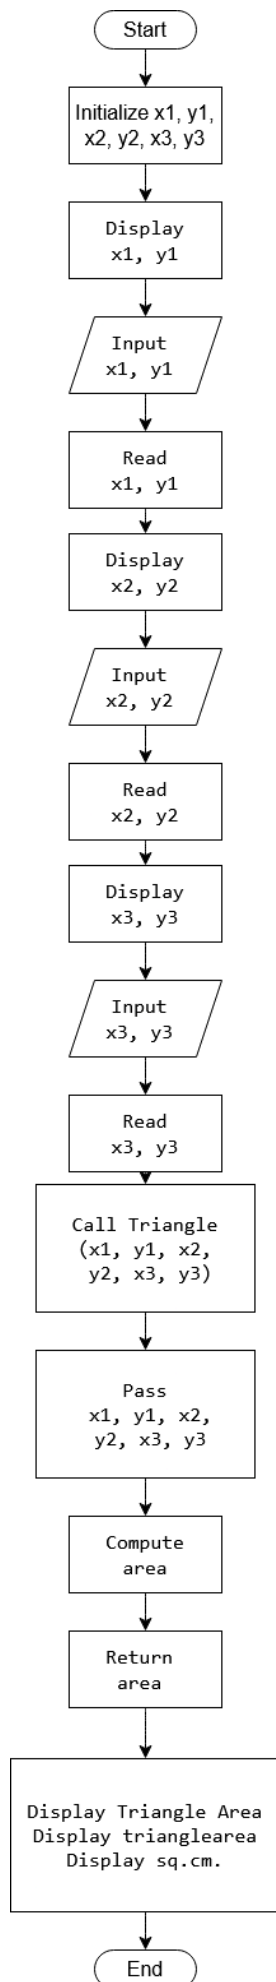 Start
Initialize x1, y1,
x2, y2, x3, y3
Display
x1, y1
Input
x1, y1
Read
x1, y1
Display
x2, y2
Input
x2, y2
Read
x2, y2
Display
x3, y3
Input
x3, y3
Read
x3, y3
Call Triangle
(x1, y1, x2,
y2, x3, y3)
Pass
x1, y1, x2,
y2, x3, y3
Compute
area
Return
area
Display Triangle Area
Display trianglearea
Display sq.cm.
End